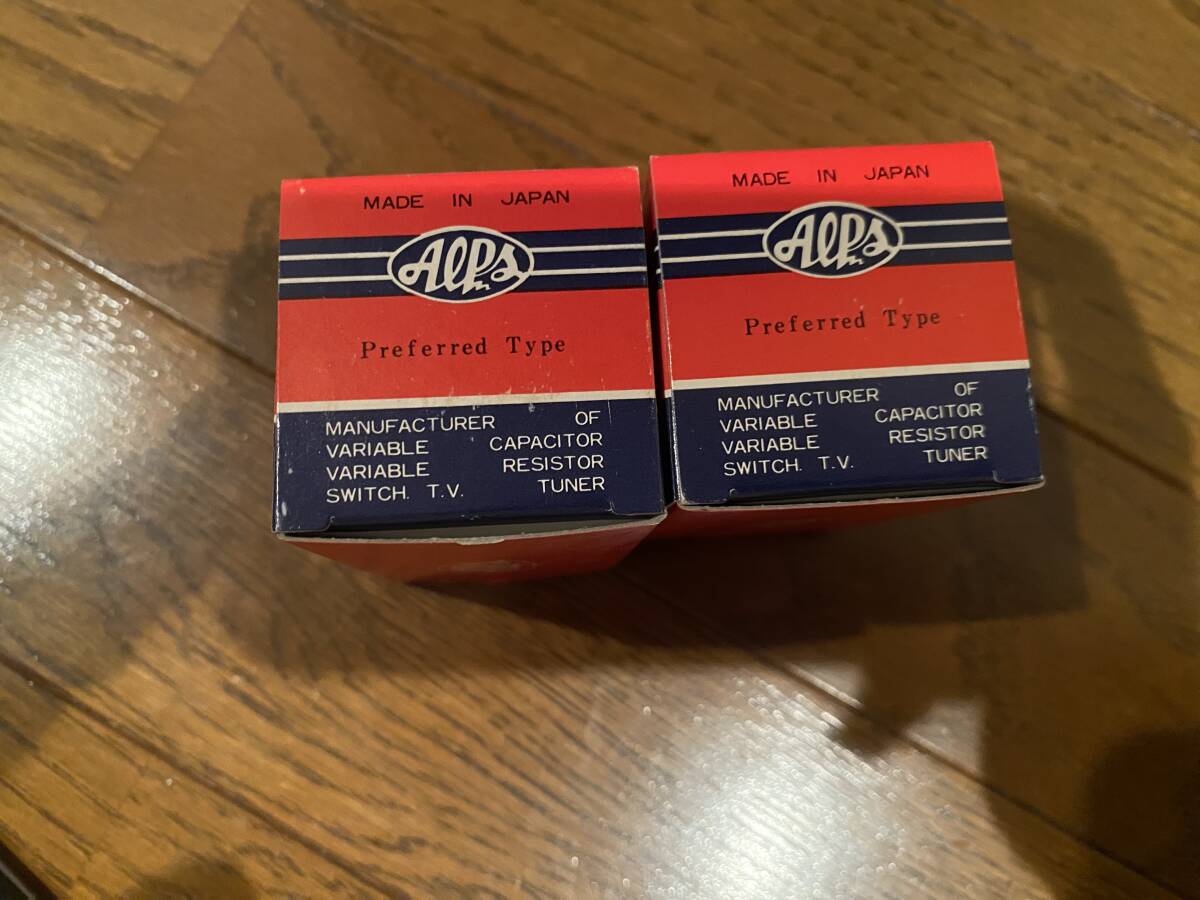 MADE IN JAPAN
Alps
Preferred Type
MANUFACTURER OF
VARIABLE CAPACITOR
VARIABLE RESISTOR
SWITCH. T.V. TUNER
MADE IN JAPAN
Alps
Preferred Type
MANUFACTURER OF
VARIABLE CAPACITOR
VARIABLE RESISTOR
SWITCH. T.V. TUNER